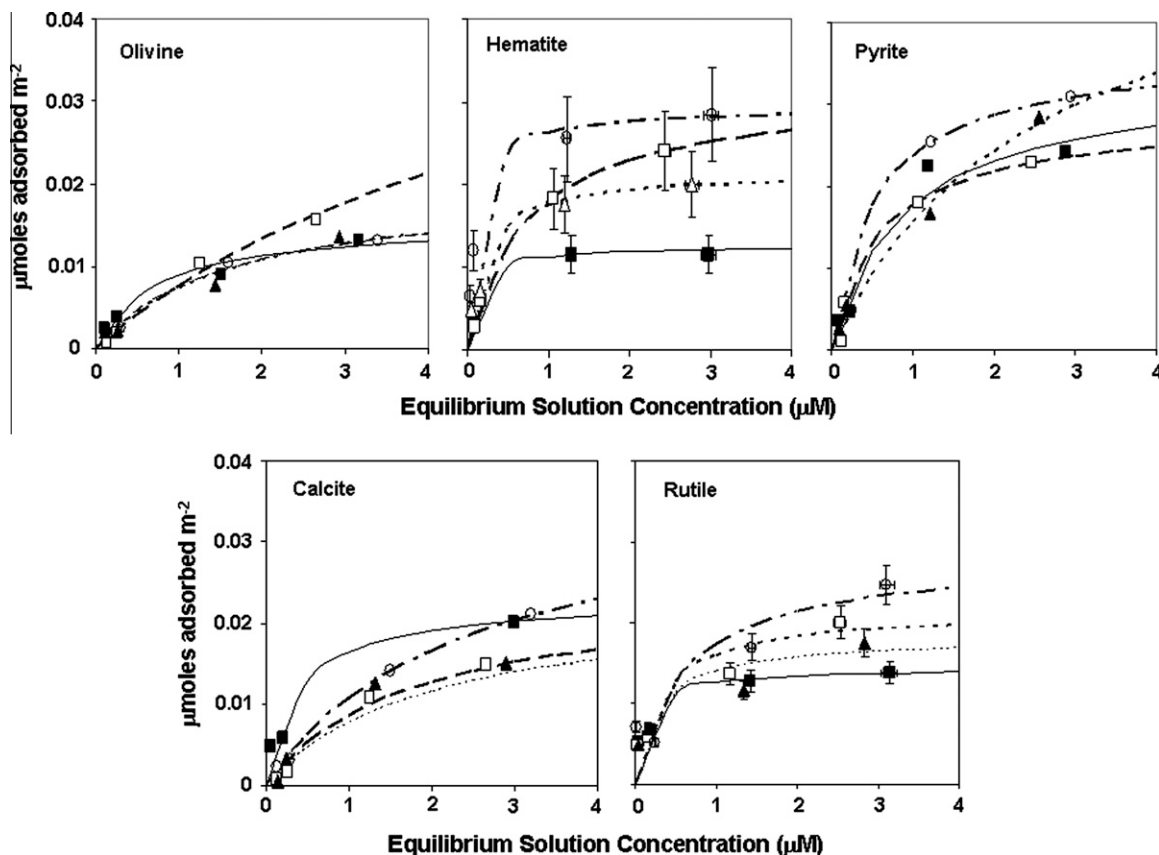 0.04
0.03
0.02
0.01
0
µmoles adsorbed m-2
Olivine
Hematite
Pyrite
0 1 2 3 4
0 1 2 3 4
0 1 2 3 4
Equilibrium Solution Concentration (µM)
0.04
0.03
0.02
0.01
0
µmoles adsorbed m-2
Calcite
Rutile
0 1 2 3 4
0 1 2 3 4
Equilibrium Solution Concentration (µM)